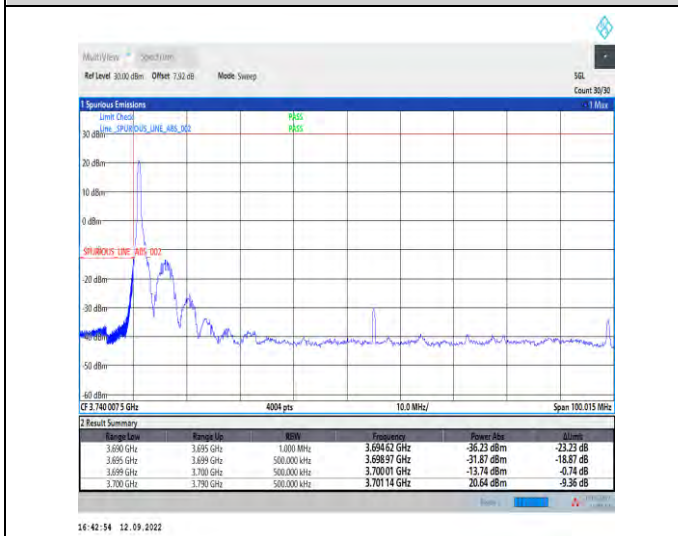 MultiView Spectrum
Ref Level 30.00 dBm Offset 7.92 dB Mode Sweep SGL
Count 30/30
1 Spurious Emissions 1 Max
Limit Check PASS
Line _SPURIOUS_LINE_ABS_002 PASS
30 dBm
20 dBm
10 dBm
0 dBm
_SPURIOUS_LINE_ABS_002
-20 dBm
-30 dBm
-40 dBm
-50 dBm
-60 dBm
CF 3.740 007 5 GHz 4004 pts 10.0 MHz/ Span 100.015 MHz
2 Result Summary
Range Low Range Up RBW Frequency Power Abs ΔLimit
3.690 GHz 3.695 GHz 1.000 MHz 3.694 62 GHz -36.23 dBm -23.23 dB
3.695 GHz 3.699 GHz 500.000 kHz 3.698 97 GHz -31.87 dBm -18.87 dB
3.699 GHz 3.700 GHz 500.000 kHz 3.700 01 GHz -13.74 dBm -0.74 dB
3.700 GHz 3.790 GHz 500.000 kHz 3.701 14 GHz 20.64 dBm -9.36 dB
16:42:54 12.09.2022